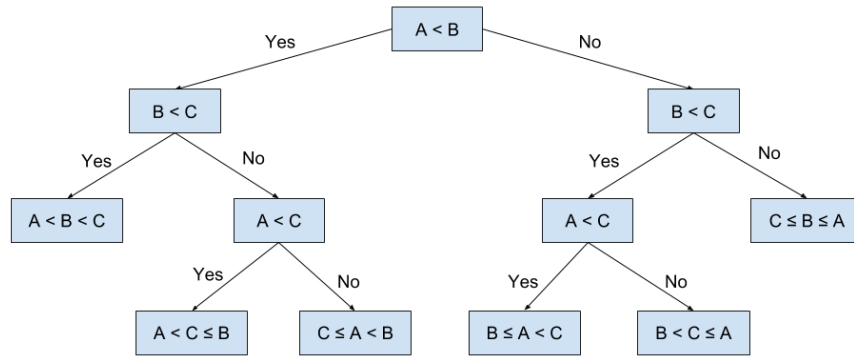 A < B
Yes
No
B < C
B < C
Yes
No
Yes
No
A < B < C
A < C
A < C
C ≤ B ≤ A
Yes
No
Yes
No
A < C ≤ B
C ≤ A < B
B ≤ A < C
B < C ≤ A